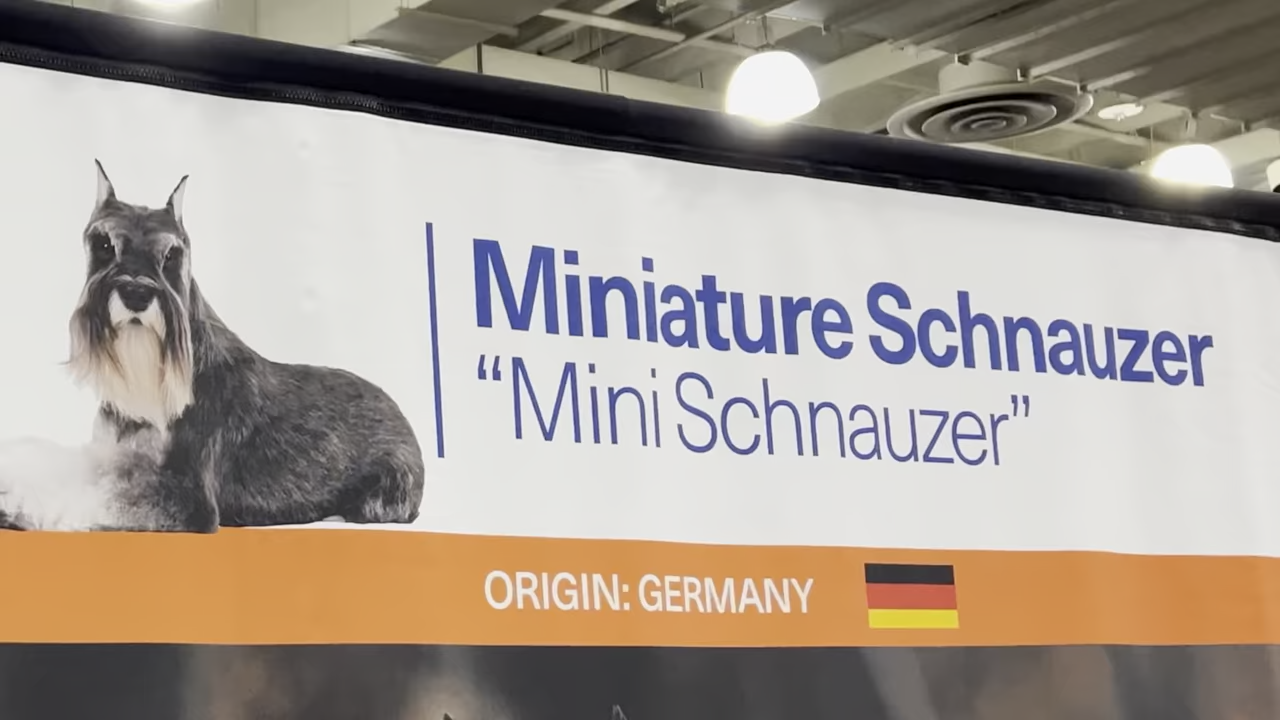 Miniature Schnauzer
“Mini Schnauzer”
ORIGIN: GERMANY